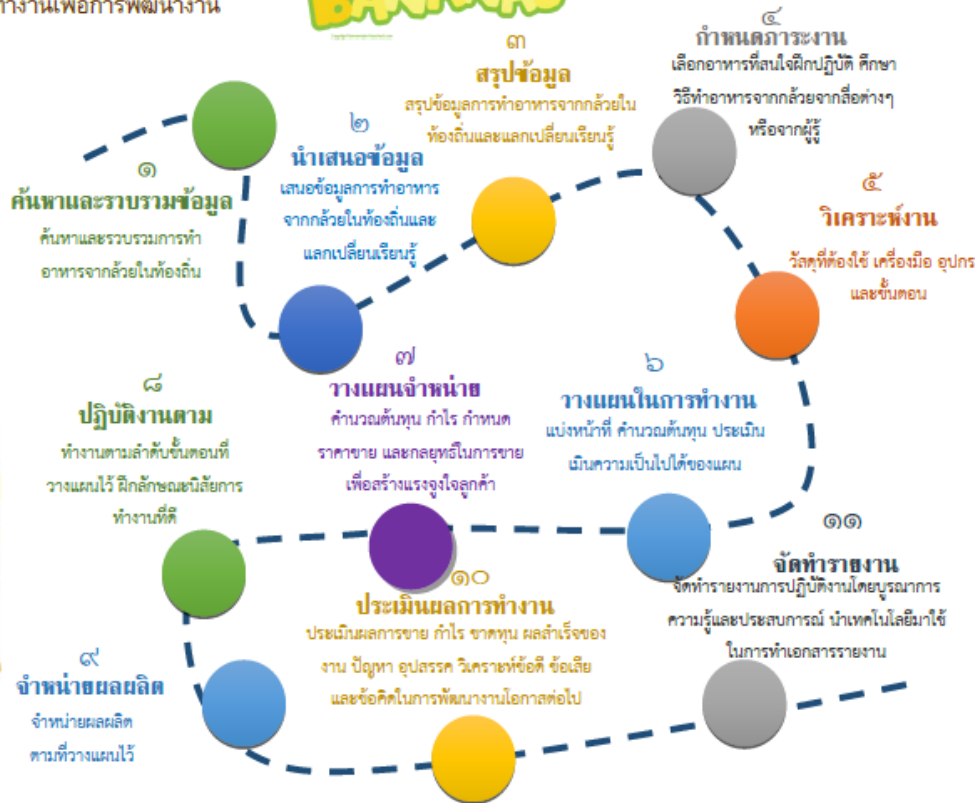 ทำงานเพื่อการพัฒนางาน
BANANAS
๑
ค้นหาและรวบรวมข้อมูล
ค้นหาและรวบรวมการทำ
อาหารจากล้วยในท้องถิ่น
๒
นำเสนอข้อมูล
เสนอข้อมูลการทำอาหาร
จากกล้วยในท้องถิ่นและ
แลกเปลี่ยนเรียนรู้
๓
สรุปข้อมูล
สรุปข้อมูลการทำอาหารจากกล้วยใน
ท้องถิ่นและแลกเปลี่ยนเรียนรู้
๔
กำหนดภาระงาน
เลือกอาหารที่สนใจฝึกปฏิบัติ ศึกษา
วิธีทำอาหารจากกล้วยจากสื่อต่างๆ
หรือจากผู้รู้
๕
วิเคราะห์งาน
วัสดุที่ต้องใช้ เครื่องมือ อุปกร
และขั้นตอน
๖
วางแผนในการทำงาน
แบ่งหน้าที่ คำนวณต้นทุน ประเมิน
เมินความเป็นไปได้ของแผน
๗
วางแผนจำหน่าย
คำนวณต้นทุน กำไร กำหนด
ราคาขาย และกลยุทธ์ในการขาย
เพื่อสร้างแรงจูงใจลูกค้า
๘
ปฏิบัติงานตาม
ทำงานตามลำดับขั้นตอนที่
วางแผนไว้ ฝึกลักษณะนิสัยการ
ทำงานที่ดี
๙
จำหน่ายผลผลิต
จำหน่ายผลผลิต
ตามที่วางแผนไว้
๑๐
ประเมินผลการทำงาน
ประเมินผลการขาย กำไร ขาดทุน ผลสำเร็จของ
งาน ปัญหา อุปสรรค วิเคราะห์ข้อดี ข้อเสีย
และข้อคิดในการพัฒนางานโอกาสต่อไป
๑๑
จัดทำรายงาน
จัดทำรายงานการปฏิบัติงานโดยบูรณาการ
ความรู้และประสบการณ์ นำเทคโนโลยีมาใช้
ในการทำเอกสารรายงาน